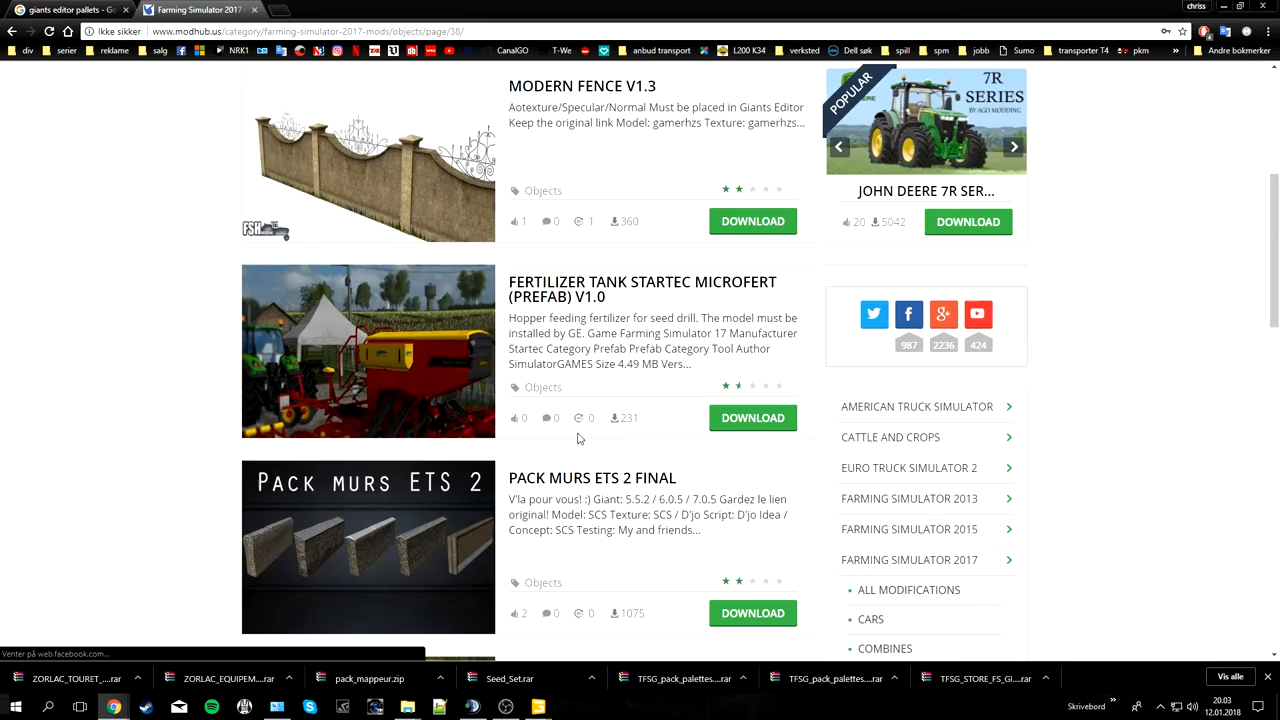 giants editor pallets - Go
Farming Simulator 2017
chriss
Ikke sikker
www.modhub.us/category/farming-simulator-2017-mods/objects/page/38/
div
serier
reklame
salg
NRK1
CanalGO
T-We
anbud transport
L200 K34
verksted
Dell søk
spill
spm
jobb
Sumo
transporter T4
pkm
»
Andre bokmerker
MODERN FENCE V1.3
Aotexture/Specular/Normal Must be placed in Giants Editor
Keep the original link Model: gamerhzs Texture: gamerhzs...
Objects
1 0 1 360
DOWNLOAD
FSH
POPULAR
7R
SERIES
BY AGO MODDING
JOHN DEERE 7R SER...
20 5042
DOWNLOAD
FERTILIZER TANK STARTEC MICROFERT
(PREFAB) V1.0
Hopper feeding fertilizer for seed drill. The model must be
installed by GE. Game Farming Simulator 17 Manufacturer
Startec Category Prefab Prefab Category Tool Author
SimulatorGAMES Size 4.49 MB Vers...
Objects
0 0 0 231
DOWNLOAD
987 2236 424
PACK MURS ETS 2
PACK MURS ETS 2 FINAL
V'la pour vous! :) Giant: 5.5.2 / 6.0.5 / 7.0.5 Gardez le lien
original! Model: SCS Texture: SCS / D'jo Script: D'jo Idea /
Concept: SCS Testing: My and friends...
Objects
2 0 0 1075
DOWNLOAD
AMERICAN TRUCK SIMULATOR
CATTLE AND CROPS
EURO TRUCK SIMULATOR 2
FARMING SIMULATOR 2013
FARMING SIMULATOR 2015
FARMING SIMULATOR 2017
ALL MODIFICATIONS
CARS
COMBINES
Venter på web.facebook.com...
ZORLAC_TOURET_....rar
ZORLAC_EQUIPEM....rar
pack_mappeur.zip
Seed_Set.rar
TFSG_pack_palettes....rar
TFSG_pack_palettes....rar
TFSG_STORE_FS_GI....rar
Vis alle
Skrivebord
»
20.03
12.01.2018